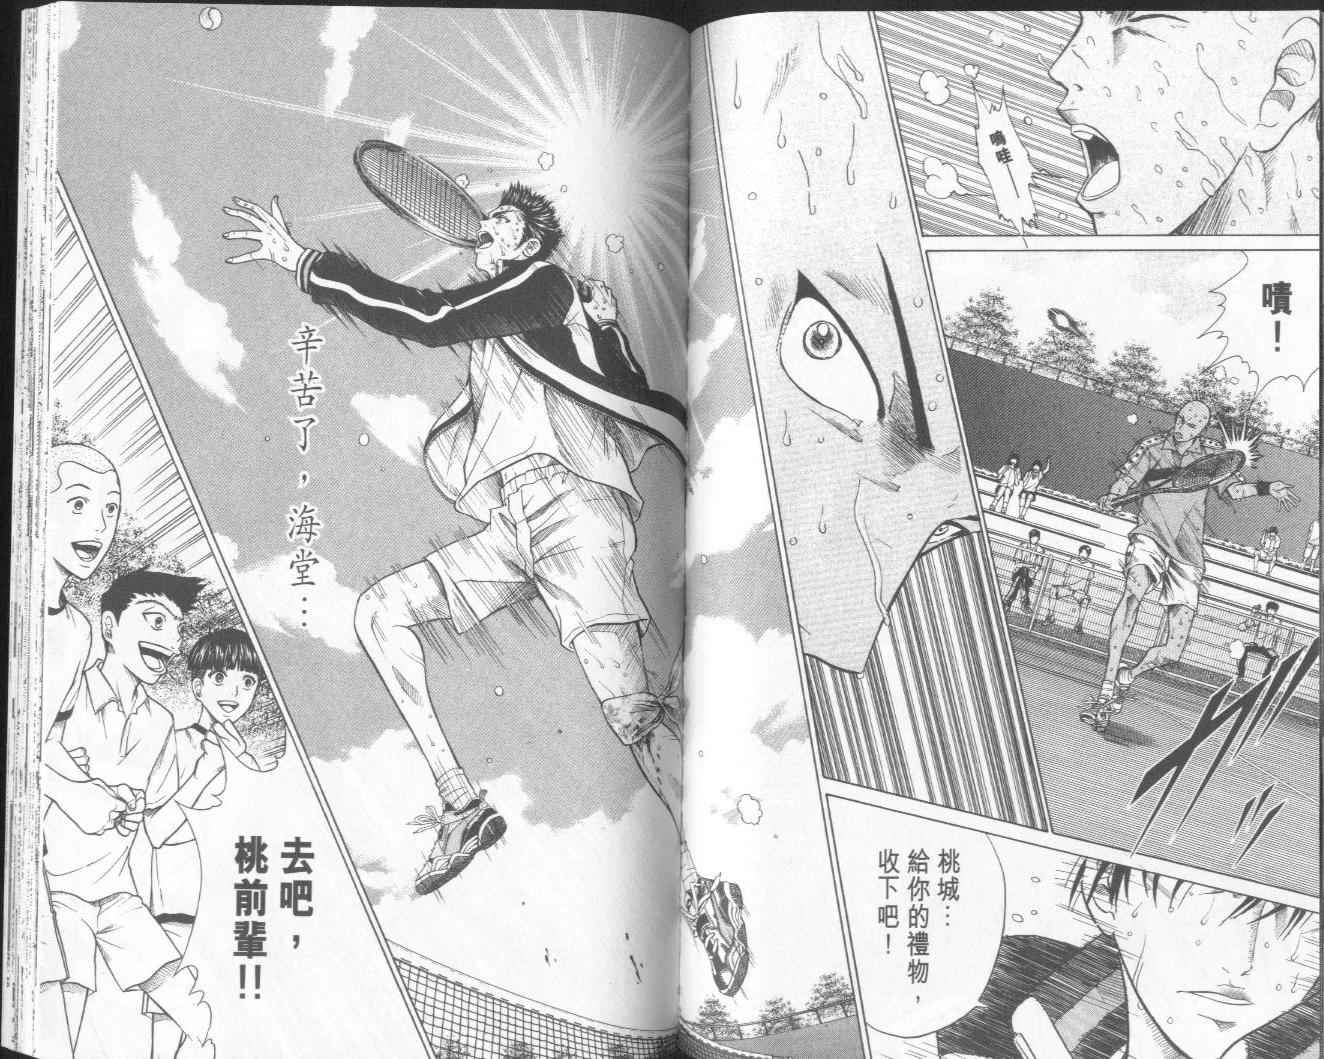 嗚哇—
嘖！
桃城…
給你的禮物，
收下吧！
辛苦了，海堂…
去吧，
桃前輩!!